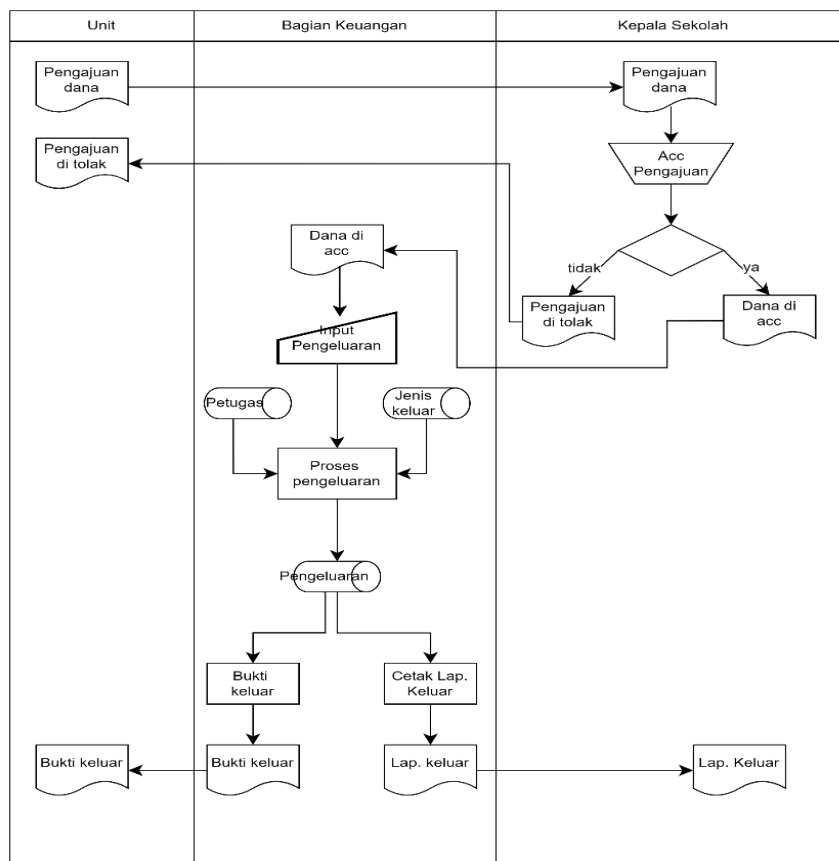 Unit
Bagian Keuangan
Kepala Sekolah
Pengajuan
dana
Pengajuan
dana
Pengajuan
di tolak
Acc
Pengajuan
Dana di
acc
tidak
ya
Pengajuan
di tolak
Dana di
acc
Input
Pengeluaran
Petugas
Jenis
keluar
Proses
pengeluaran
Pengeluaran
Bukti
keluar
Cetak Lap.
Keluar
Bukti keluar
Bukti keluar
Lap. keluar
Lap. Keluar